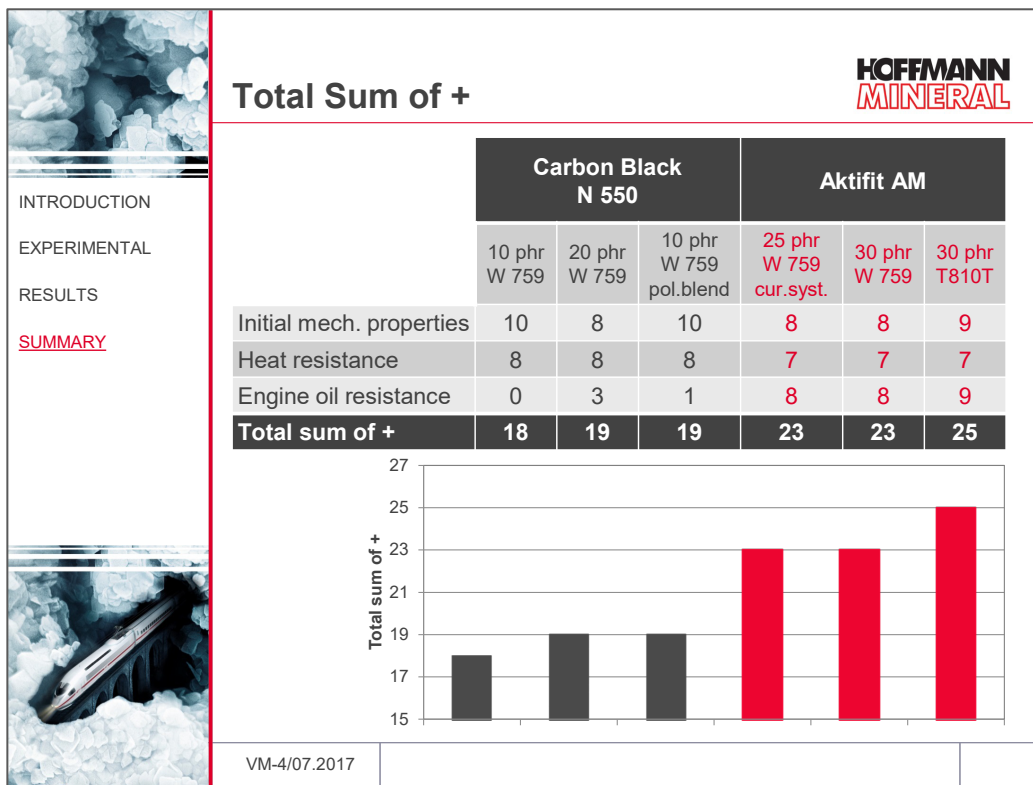 Total Sum of +
HOFFMANN
MINERAL
INTRODUCTION
EXPERIMENTAL
RESULTS
SUMMARY
Carbon Black
N 550
Aktifit AM
10 phr
W 759
20 phr
W 759
10 phr
W 759
pol.blend
25 phr
W 759
cur.syst.
30 phr
W 759
30 phr
T810T
Initial mech. properties 10 8 10 8 8 9
Heat resistance 8 8 8 7 7 7
Engine oil resistance 0 3 1 8 8 9
Total sum of + 18 19 19 23 23 25
Total sum of +
27
25
23
21
19
17
15
VM-4/07.2017